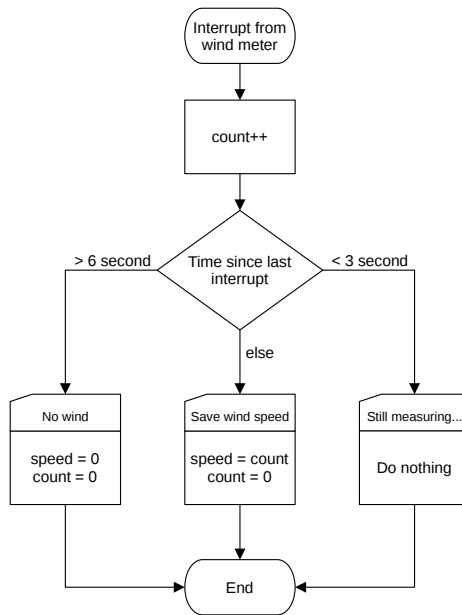 Interrupt from
wind meter
count++
Time since last
interrupt
> 6 second
< 3 second
else
No wind
speed = 0
count = 0
Save wind speed
speed = count
count = 0
Still measuring...
Do nothing
End